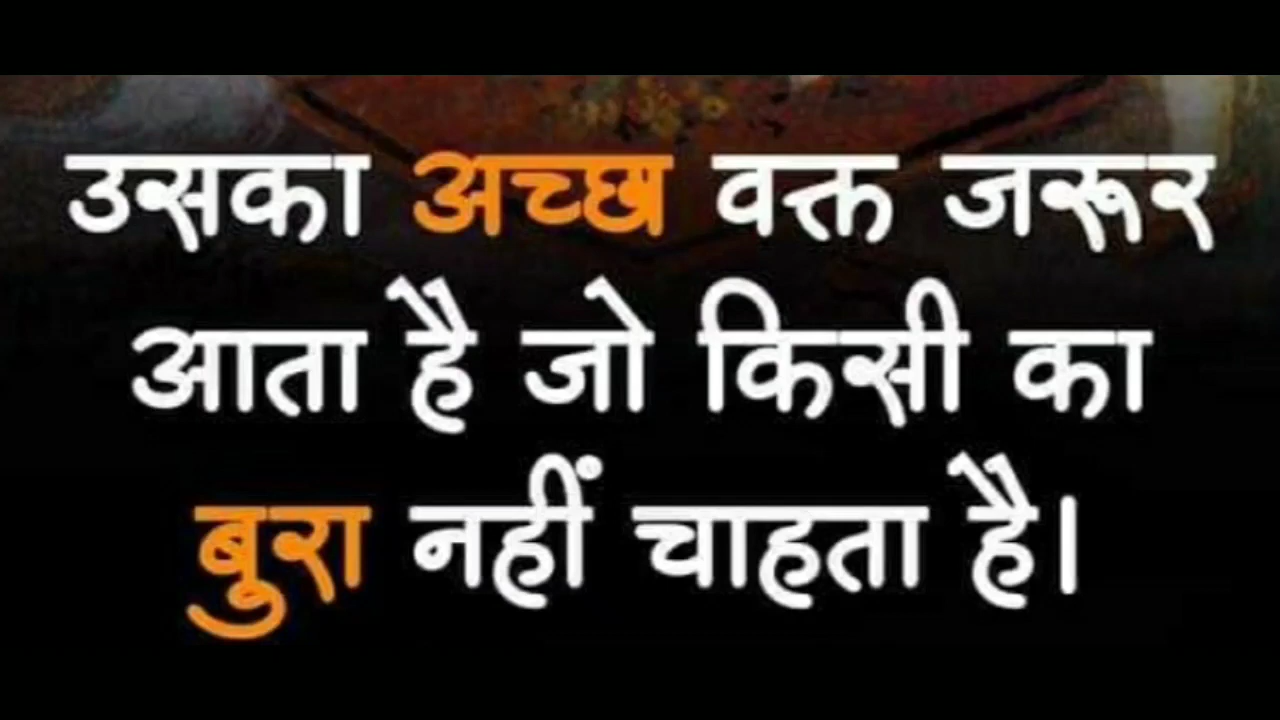 उसका अच्छा वक्त जरूर
आता है जो किसी का
बुरा नहीं चाहता है।